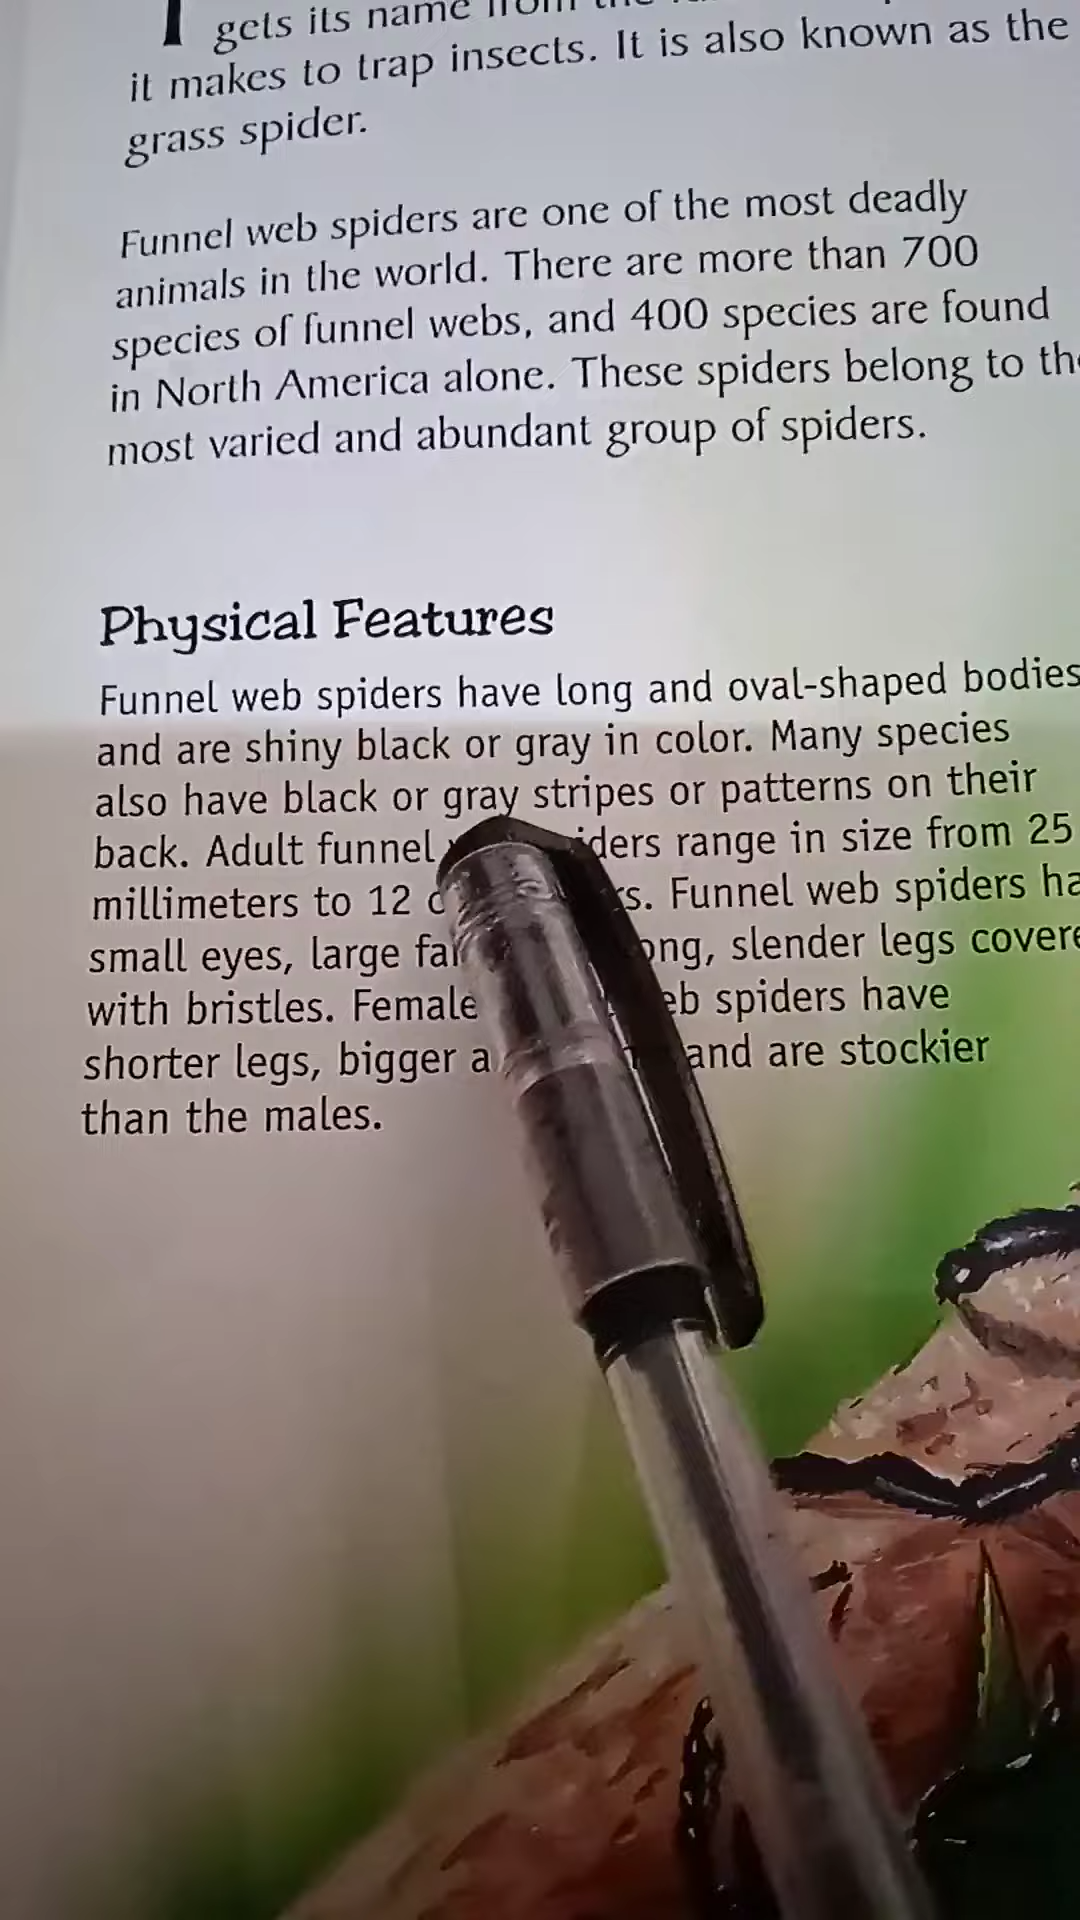 gets its name from the
it makes to trap insects. It is also known as the
grass spider.
Funnel web spiders are one of the most deadly
animals in the world. There are more than 700
species of funnel webs, and 400 species are found
in North America alone. These spiders belong to th
most varied and abundant group of spiders.
Physical Features
Funnel web spiders have long and oval-shaped bodies
and are shiny black or gray in color. Many species
also have black or gray stripes or patterns on their
back. Adult funnel iders range in size from 25
millimeters to 12 c rs. Funnel web spiders ha
small eyes, large fa ong, slender legs cover
with bristles. Female eb spiders have
shorter legs, bigger a and are stockier
than the males.